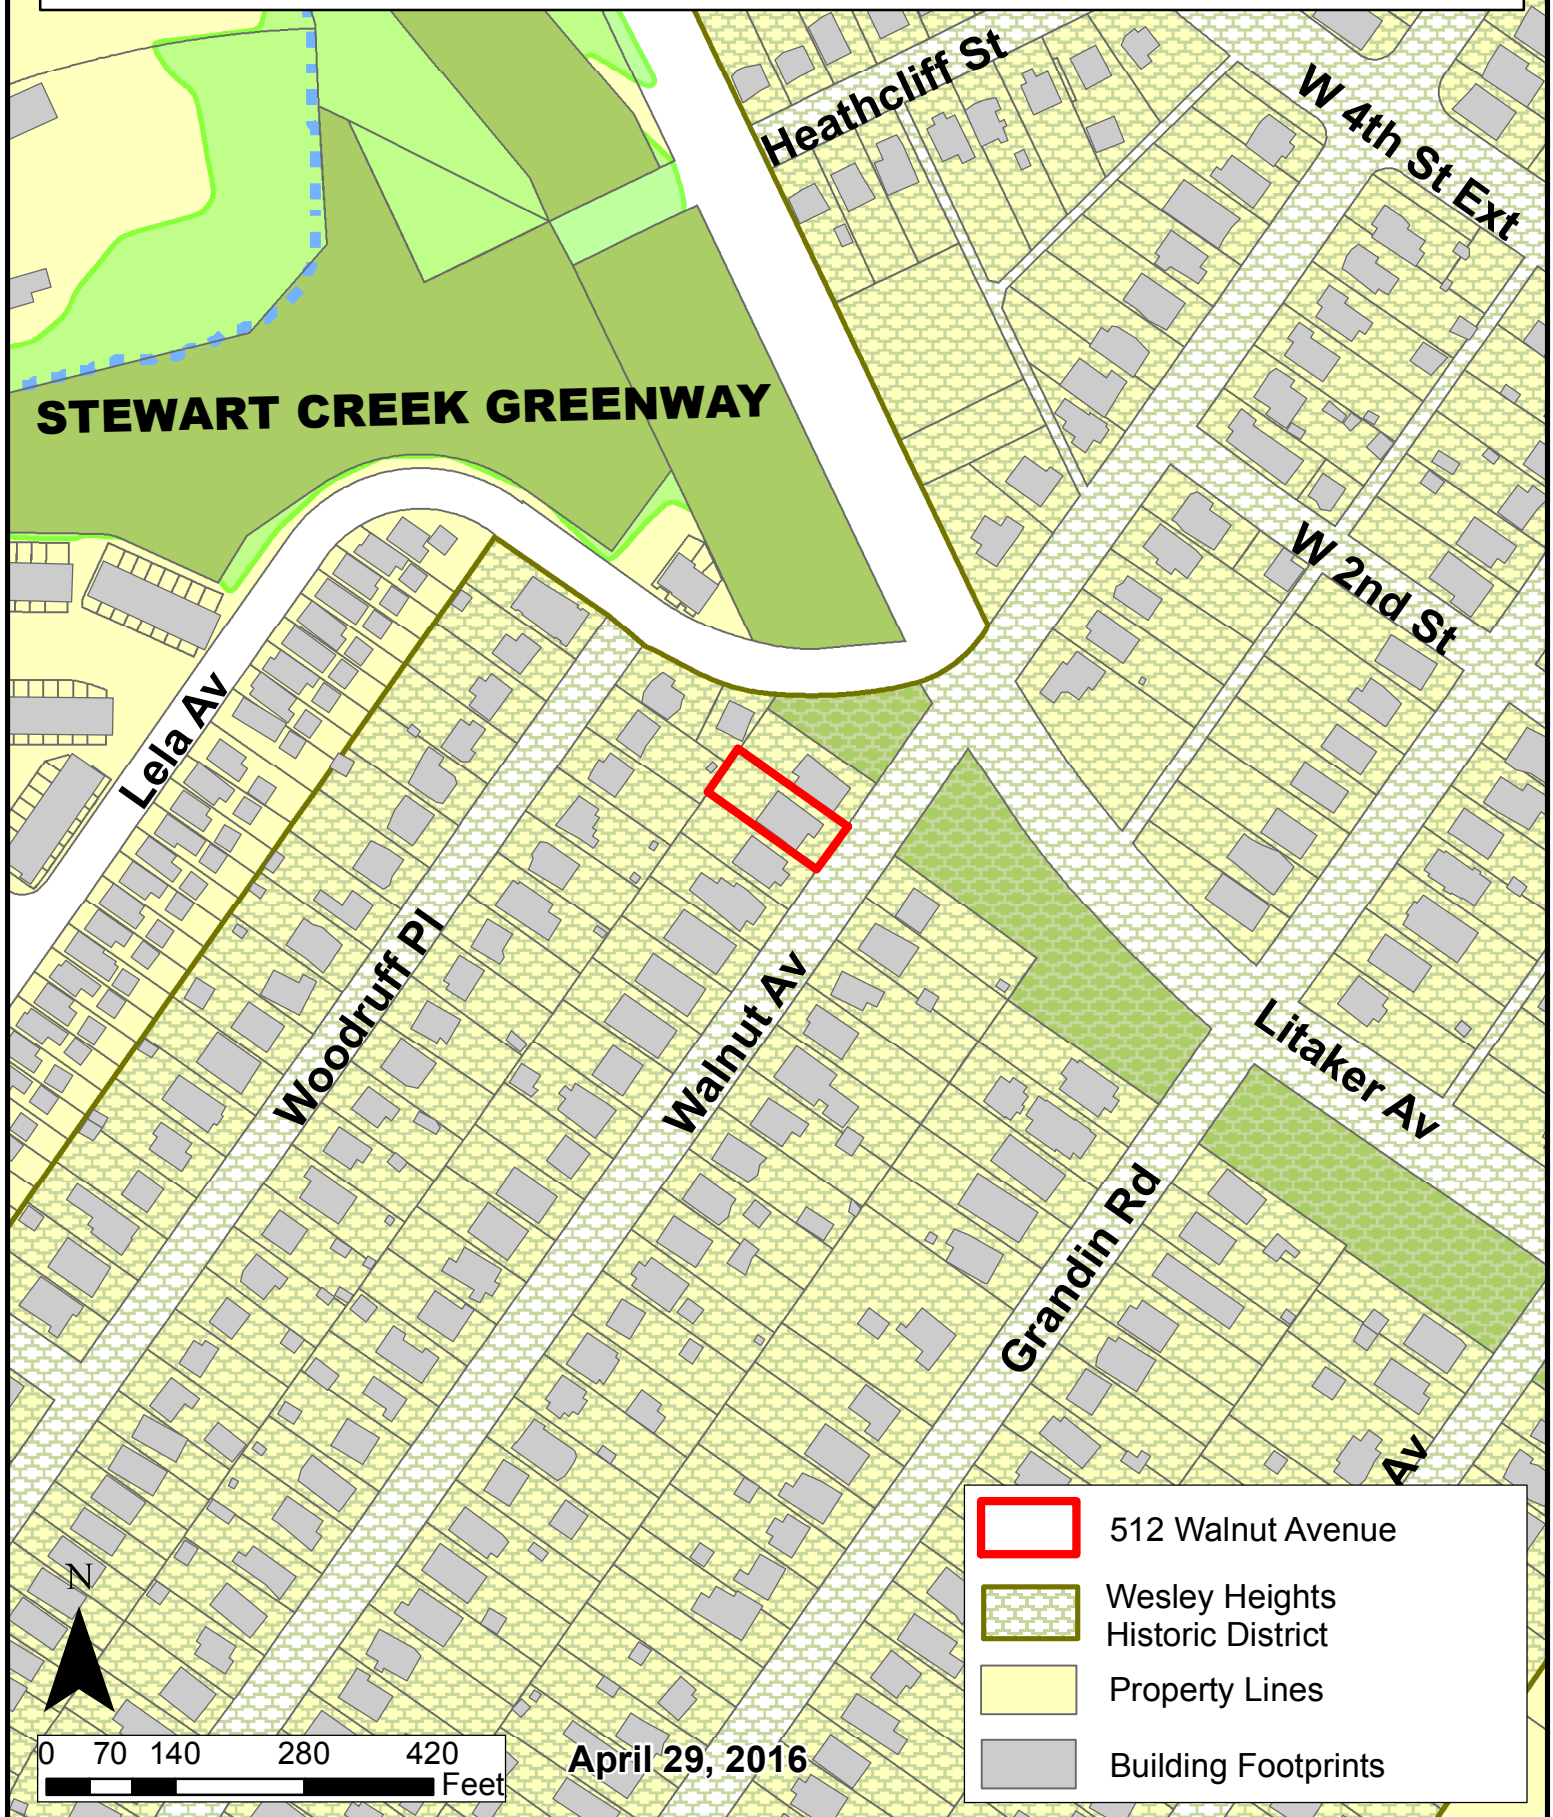 Heathcliff St
W 4th St Ext
STEWART CREEK GREENWAY
W 2nd St
Lela Av
Woodruff Pl
Walnut Av
Litaker Av
Grandin Rd
Av
512 Walnut Avenue
Wesley Heights
Historic District
Property Lines
Building Footprints
N
0 70 140 280 420
Feet
April 29, 2016